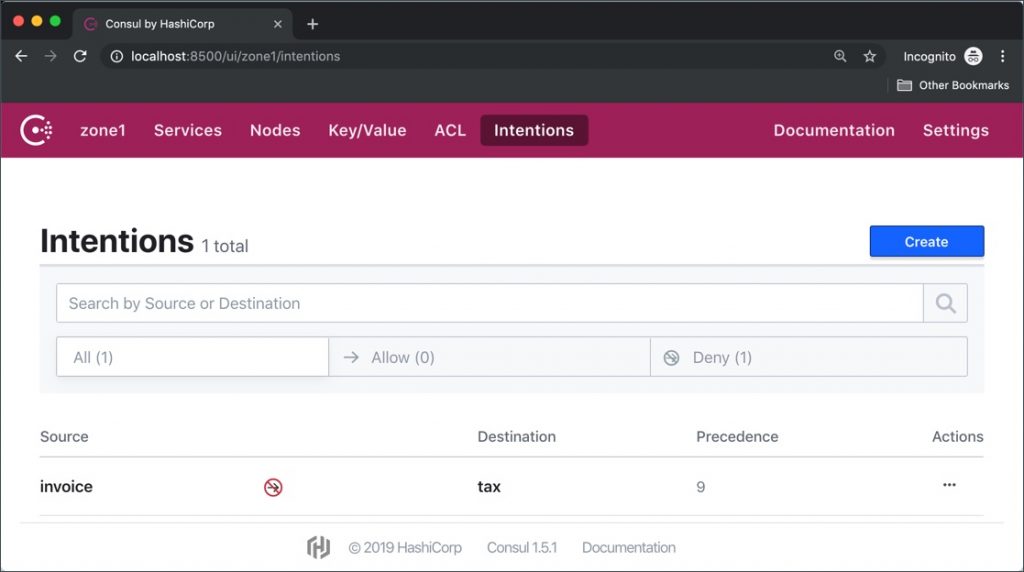 Consul by HashiCorp
localhost:8500/ui/zone1/intentions
Incognito
Other Bookmarks
zone1 Services Nodes Key/Value ACL Intentions Documentation Settings
Intentions 1 total
Create
Search by Source or Destination
All (1) Allow (0) Deny (1)
Source Destination Precedence Actions
invoice tax 9 ...
© 2019 HashiCorp Consul 1.5.1 Documentation